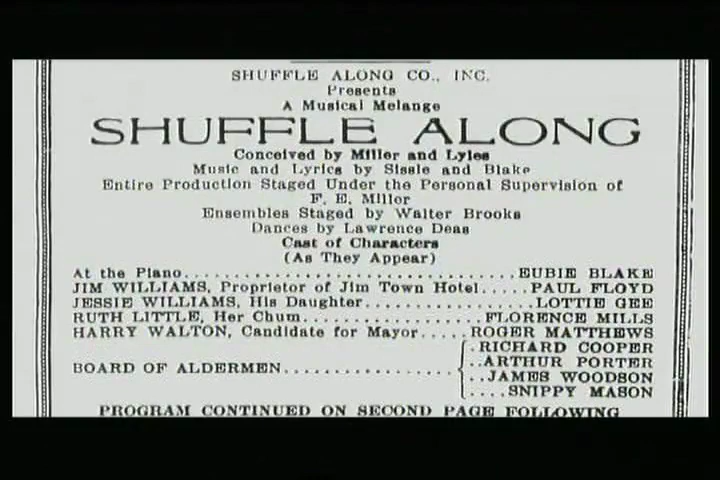 SHUFFLE ALONG CO., INC.
Presents
A Musical Melange
SHUFFLE ALONG
Conceived by Miller and Lyles
Music and Lyrics by Sissle and Blake
Entire Production Staged Under the Personal Supervision of
F. E. Miller
Ensembles Staged by Walter Brooks
Dances by Lawrence Deas
Cast of Characters
(As They Appear)
At the Piano........................................EUBIE BLAKE
JIM WILLIAMS, Proprietor of Jim Town Hotel.....PAUL FLOYD
JESSIE WILLIAMS, His Daughter...................LOTTIE GEE
RUTH LITTLE, Her Chum....................FLORENCE MILLS
HARRY WALTON, Candidate for Mayor.....ROGER MATTHEWS
BOARD OF ALDERMEN..................
.RICHARD COOPER
..ARTHUR PORTER
..JAMES WOODSON
....SNIPPY MASON
PROGRAM CONTINUED ON SECOND PAGE FOLLOWING